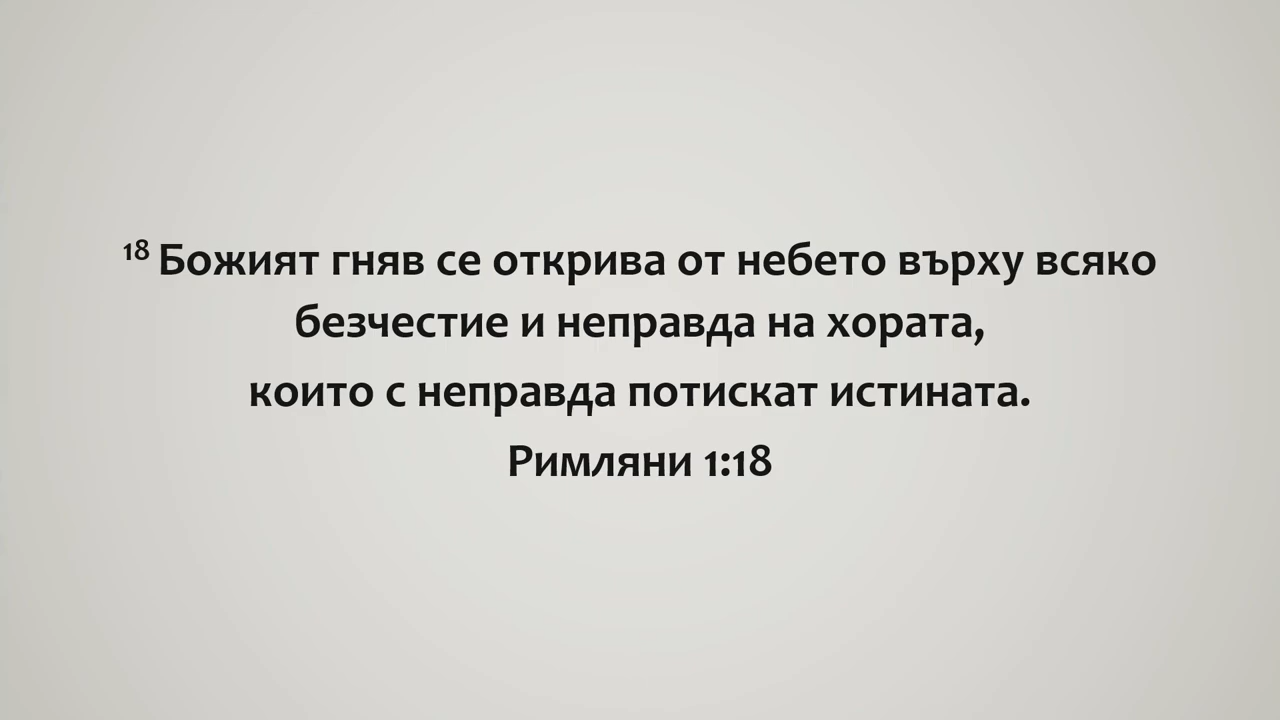 18 Божият гняв се открива от небето върху всяко
безчестие и неправда на хората,
които с неправда потискат истината.
Римляни 1:18